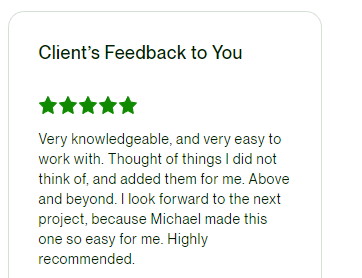 Client’s Feedback to You
Very knowledgeable, and very easy to
work with. Thought of things I did not
think of, and added them for me. Above
and beyond. I look forward to the next
project, because Michael made this
one so easy for me. Highly
recommended.